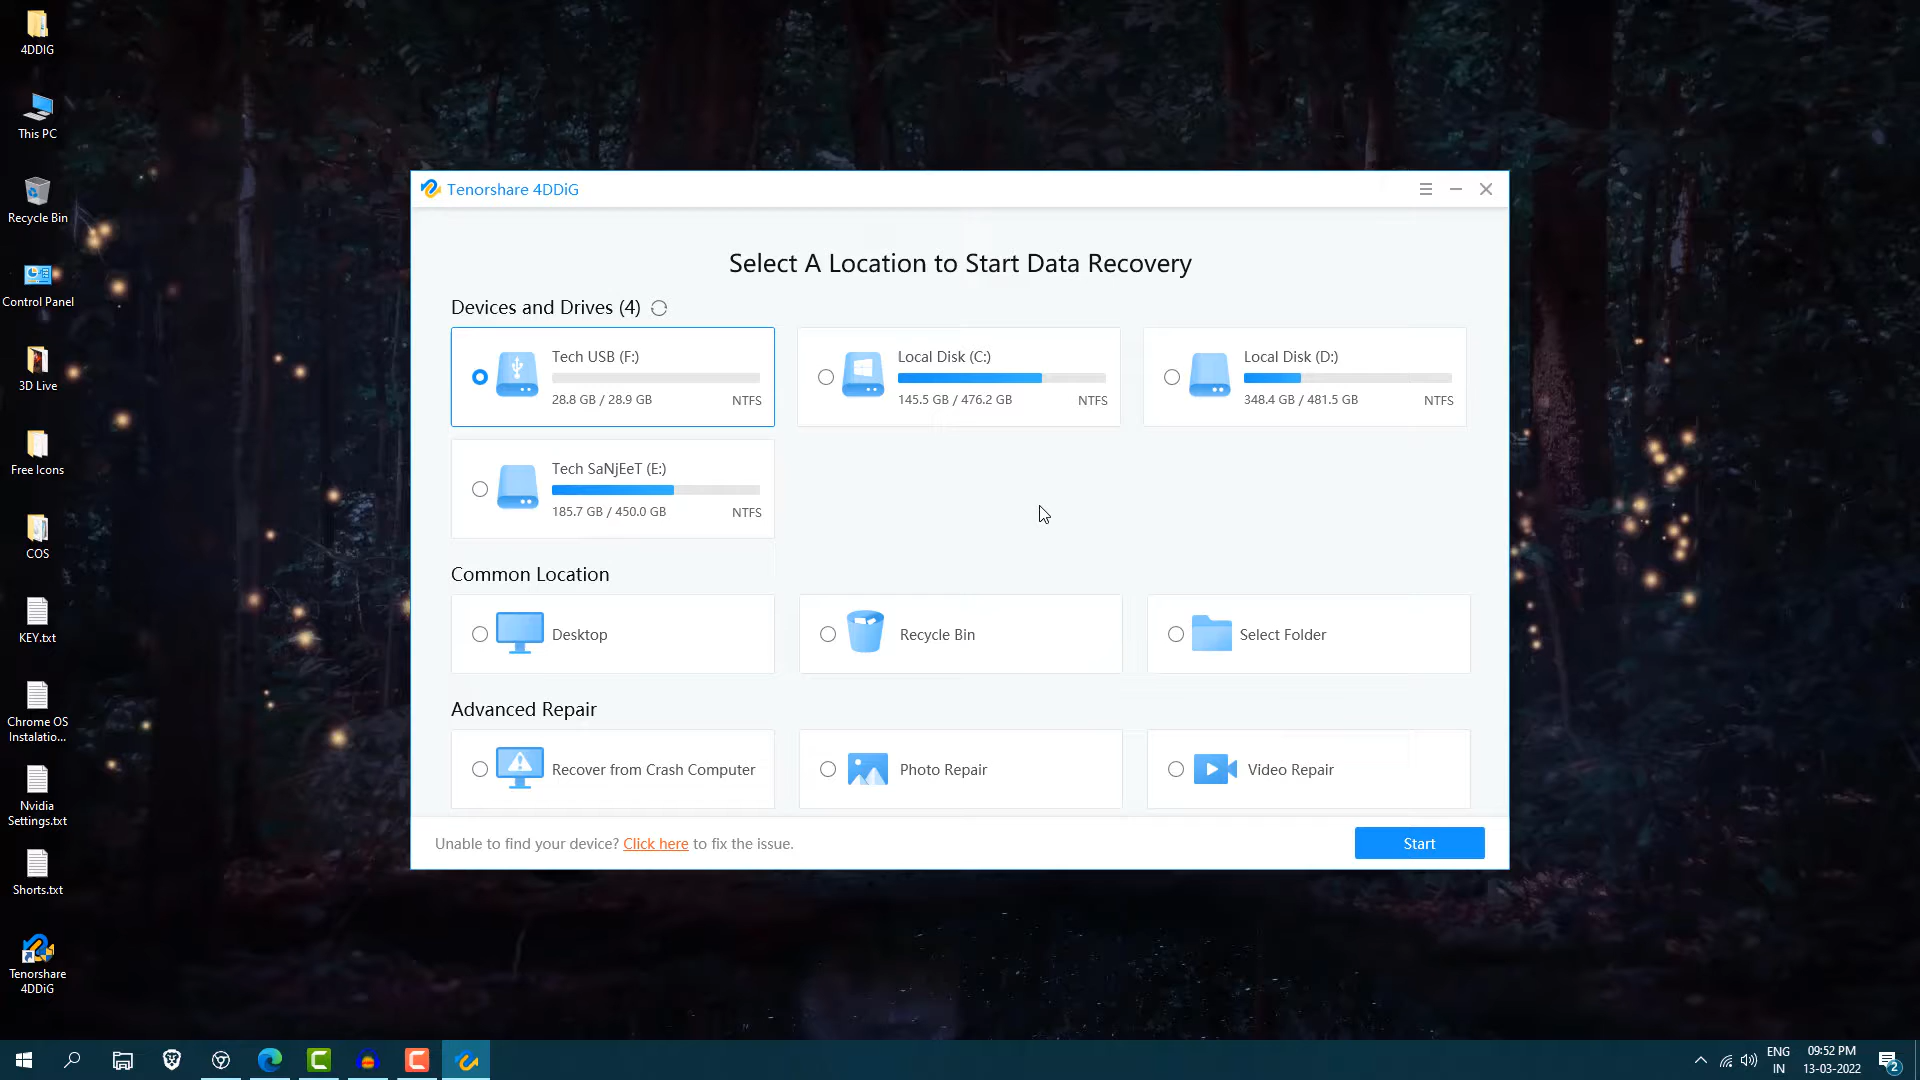 4DDIG
This PC
Recycle Bin
Control Panel
3D Live
Free Icons
COS
KEY.txt
Chrome OS
Instalatio...
Nvidia
Settings.txt
Shorts.txt
Tenorshare
4DDiG
Tenorshare 4DDiG
Select A Location to Start Data Recovery
Devices and Drives (4)
Tech USB (F:)
28.8 GB / 28.9 GB NTFS
Local Disk (C:)
145.5 GB / 476.2 GB NTFS
Local Disk (D:)
348.4 GB / 481.5 GB NTFS
Tech SaNjEeT (E:)
185.7 GB / 450.0 GB NTFS
Common Location
Desktop
Recycle Bin
Select Folder
Advanced Repair
Recover from Crash Computer
Photo Repair
Video Repair
Unable to find your device? Click here to fix the issue.
Start
ENG
IN
09:52 PM
13-03-2022
2